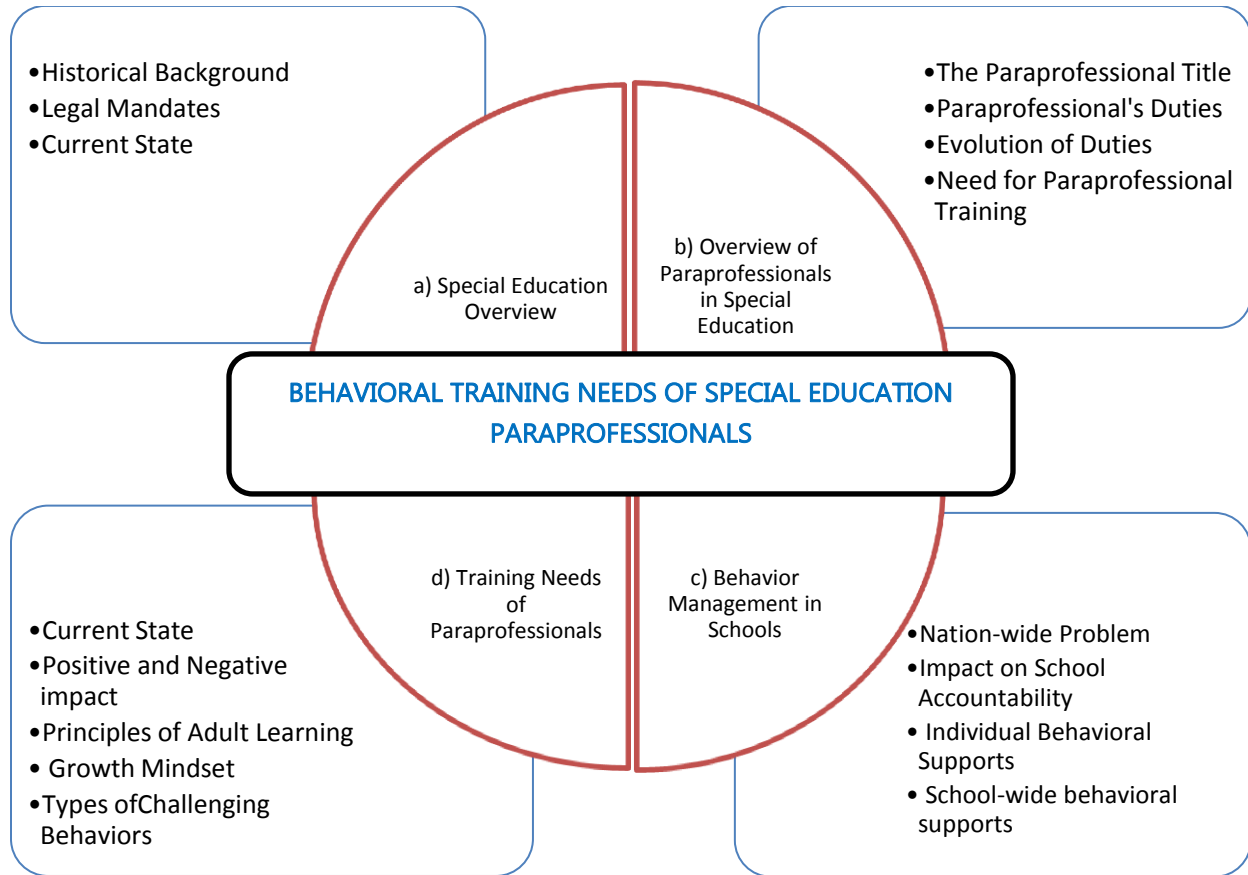 •Historical Background
•Legal Mandates
•Current State
•The Paraprofessional Title
•Paraprofessional's Duties
•Evolution of Duties
•Need for Paraprofessional
Training
a) Special Education
Overview
b) Overview of
Paraprofessionals
in Special
Education
BEHAVIORAL TRAINING NEEDS OF SPECIAL EDUCATION
PARAPROFESSIONALS
d) Training Needs
of
Paraprofessionals
c) Behavior
Management in
Schools
•Current State
•Positive and Negative
impact
•Principles of Adult Learning
• Growth Mindset
•Types ofChallenging
Behaviors
•Nation-wide Problem
•Impact on School
Accountability
• Individual Behavioral
Supports
• School-wide behavioral
supports